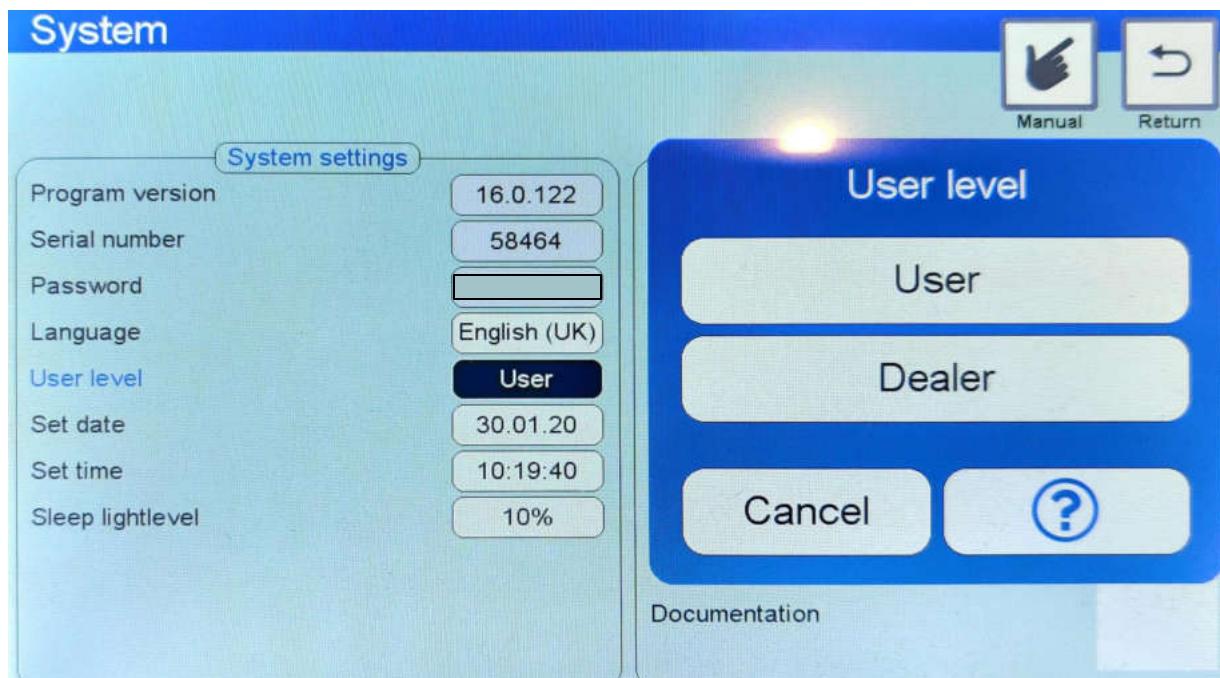 System
Manual
Return
System settings
Program version 16.0.122
Serial number 58464
Password
Language English (UK)
User level User
Set date 30.01.20
Set time 10:19:40
Sleep lightlevel 10%
User level
User
Dealer
Cancel
?
Documentation